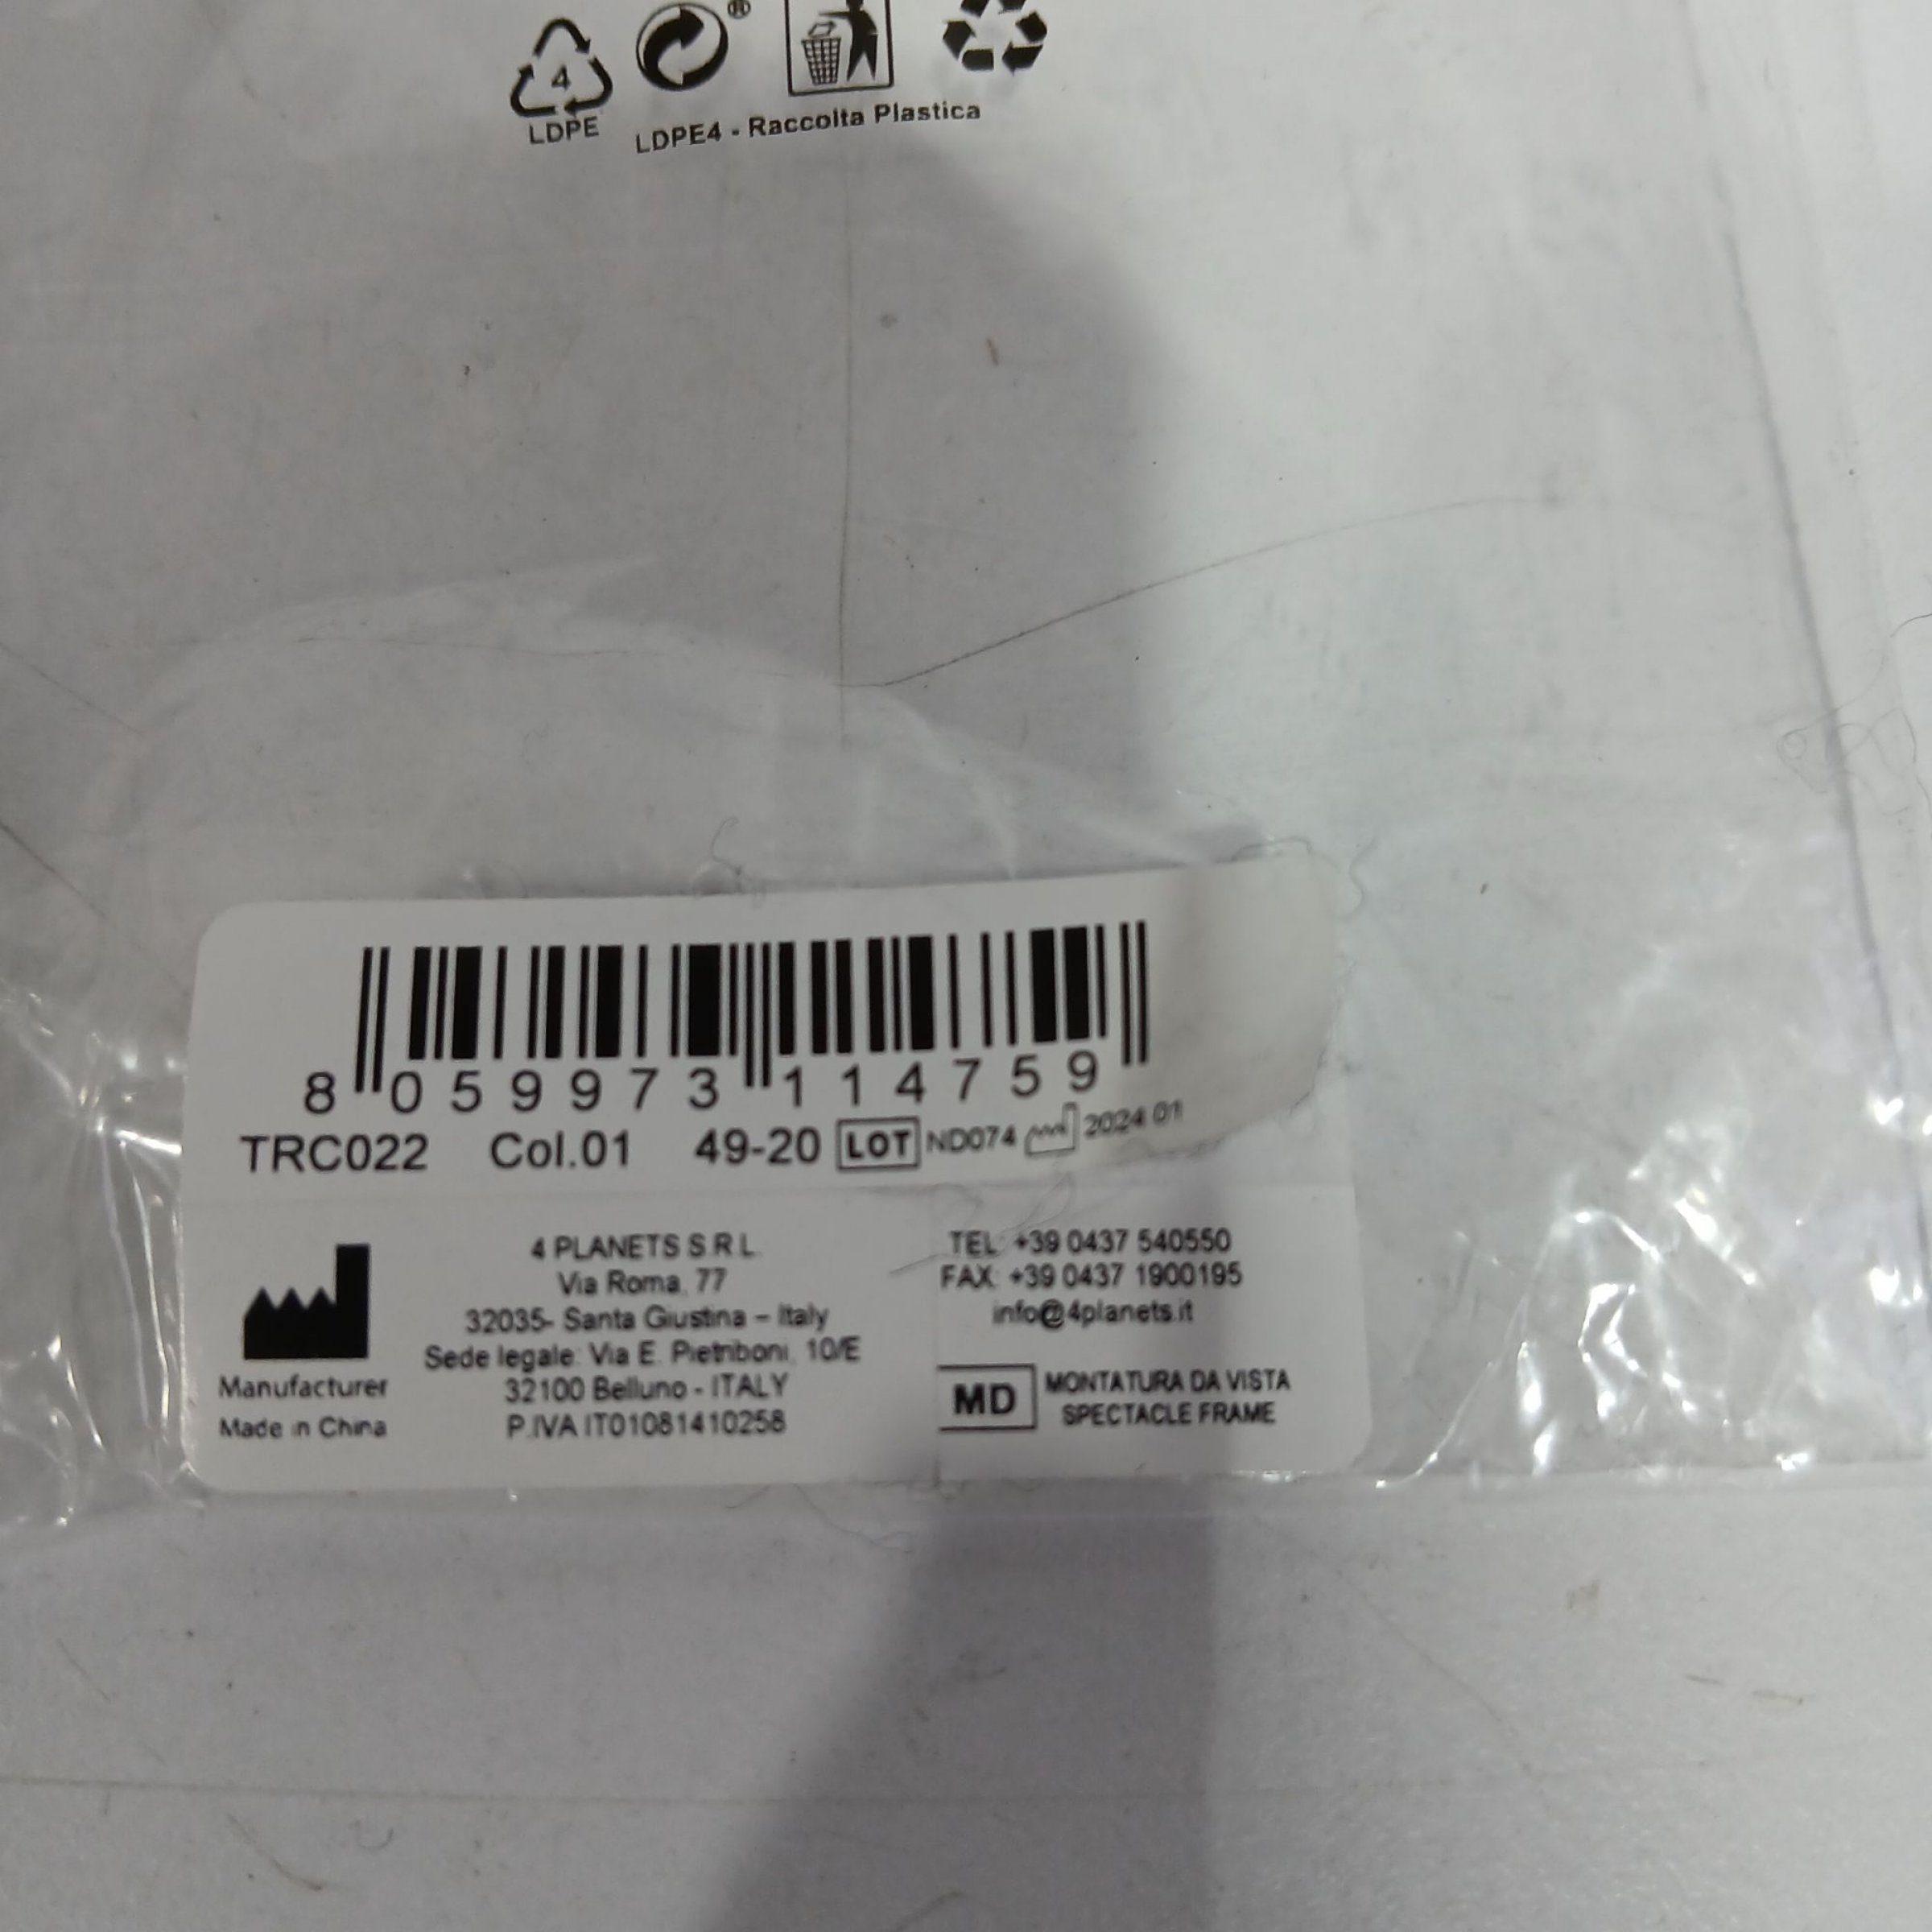 ®
4
LDPE
LDPE4 - Raccolta Plastica
8 059973 114759
TRC022 Col.01 49-20 LOT ND074 2024 01
Manufacturer
Made in China
4 PLANETS S.R.L.
Via Roma, 77
32035- Santa Giustina – Italy
Sede legale: Via E. Pietriboni, 10/E
32100 Belluno - ITALY
P.IVA IT01081410258
TEL: +39 0437 540550
FAX: +39 0437 1900195
info@4planets.it
MD
MONTATURA DA VISTA
SPECTACLE FRAME